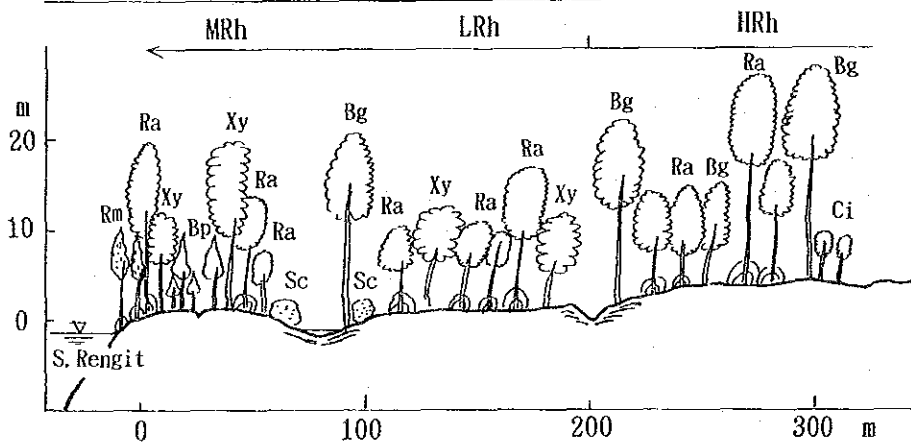 MRh LRh HRh
m
20
10
0
Ra Bg
Bg
Ra Xy Bg Ra
Ra Xy Ra Bg
Xy Ra Ra Xy
Rm Bp Ra Ci
Sc Sc
S. Rengit
0 100 200 300 m